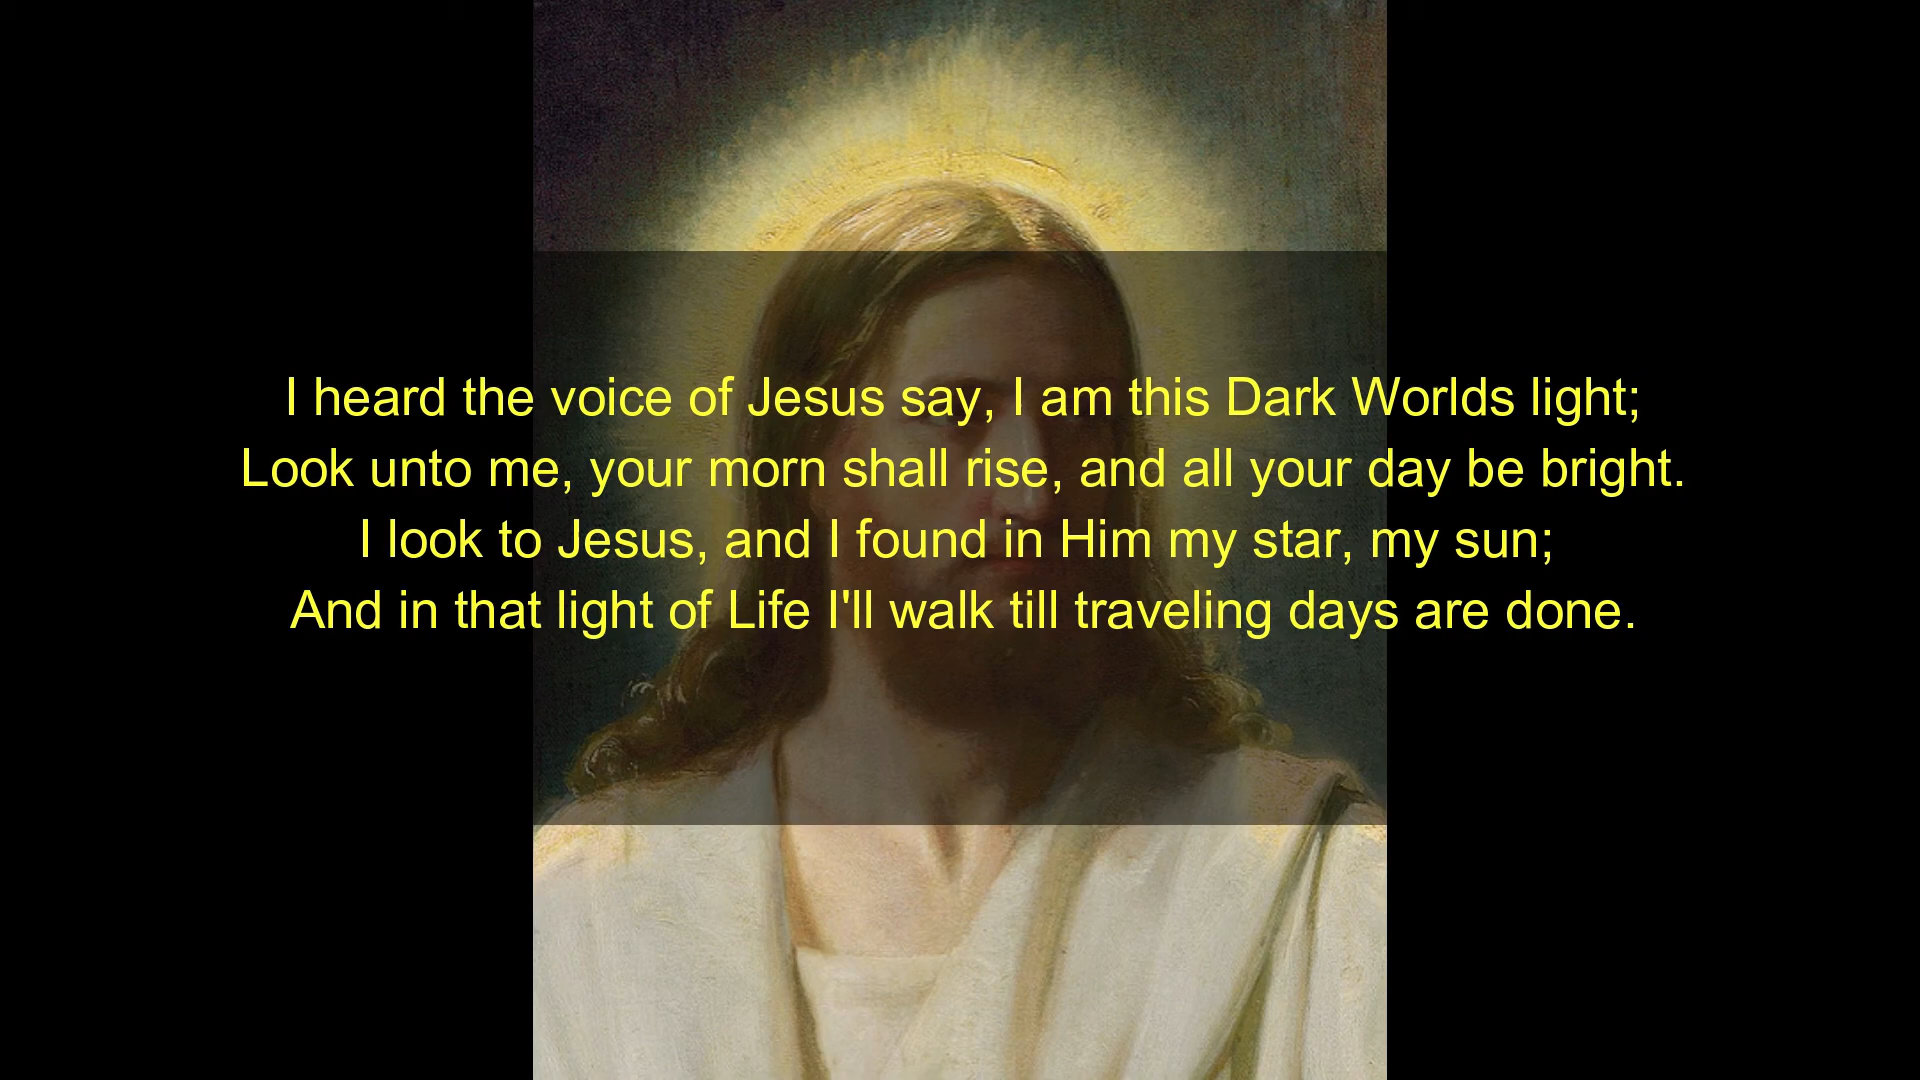 I heard the voice of Jesus say, I am this Dark Worlds light;
Look unto me, your morn shall rise, and all your day be bright.
I look to Jesus, and I found in Him my star, my sun;
And in that light of Life I'll walk till traveling days are done.